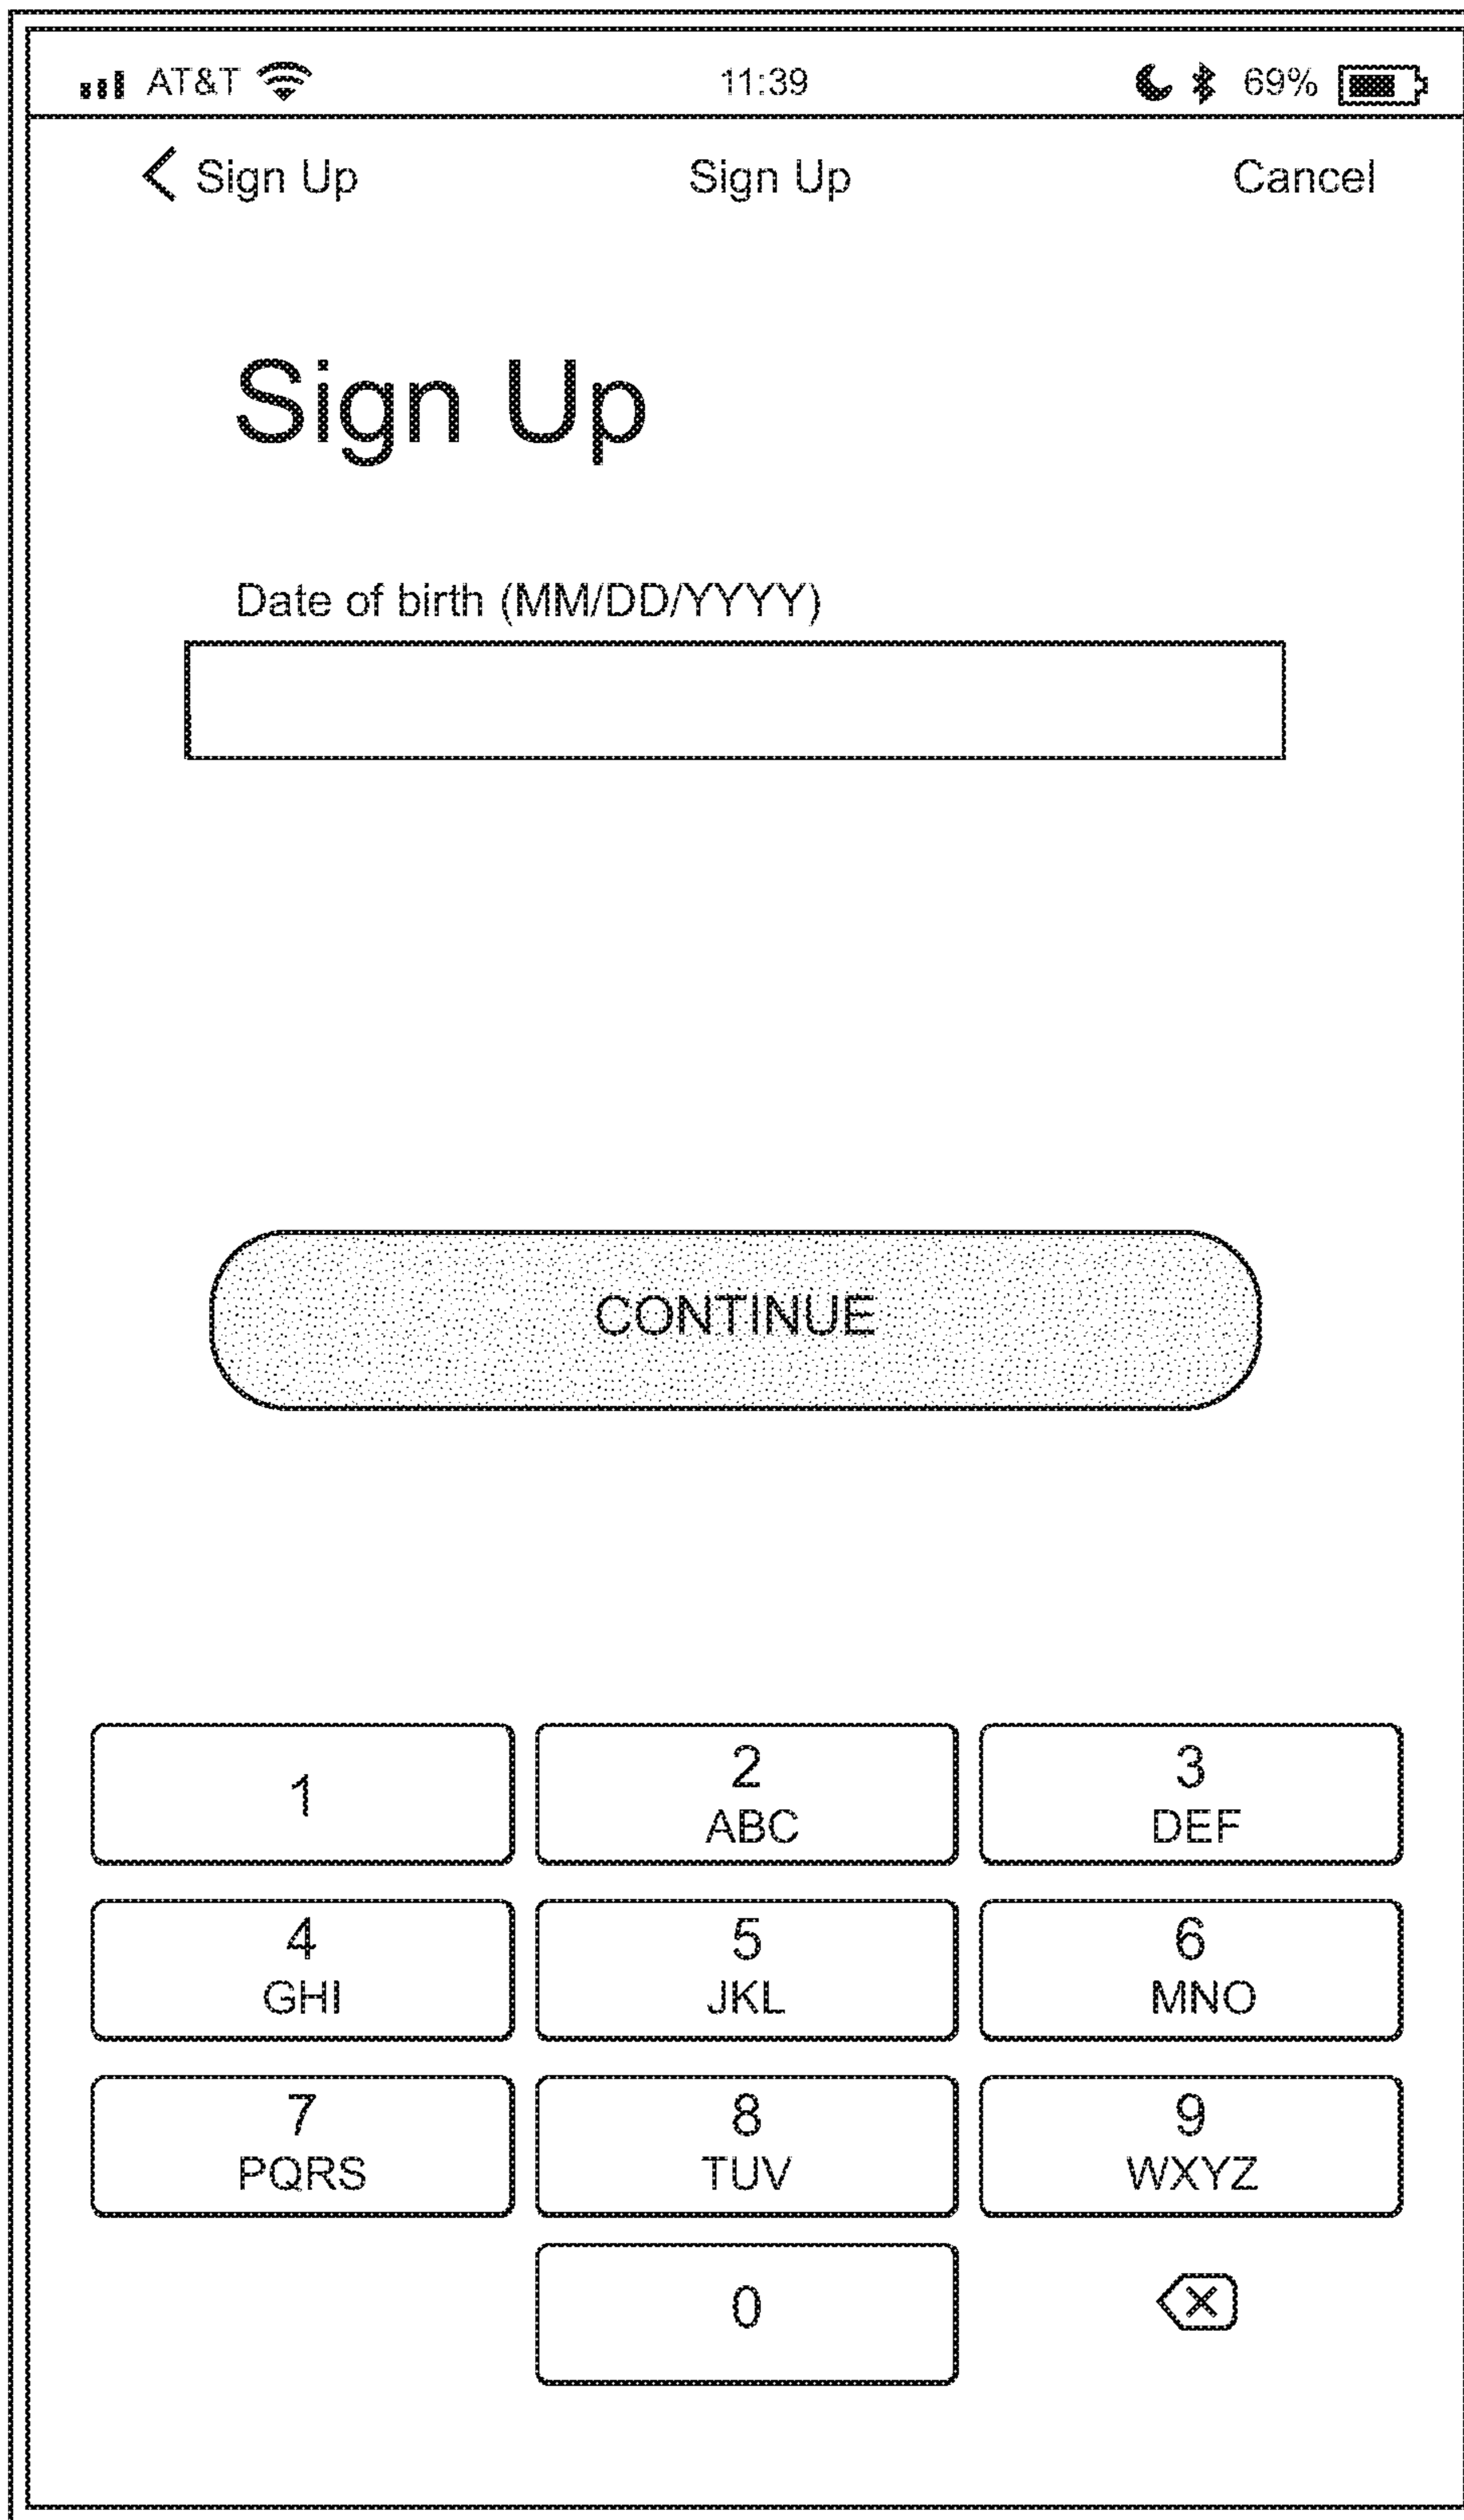 AT&T 11:39 69%
Sign Up Sign Up Cancel
Sign Up
Date of birth (MM/DD/YYYY)
CONTINUE
1 2 3
ABC DEF
4 5 6
GHI JKL MNO
7 8 9
PQRS TUV WXYZ
0